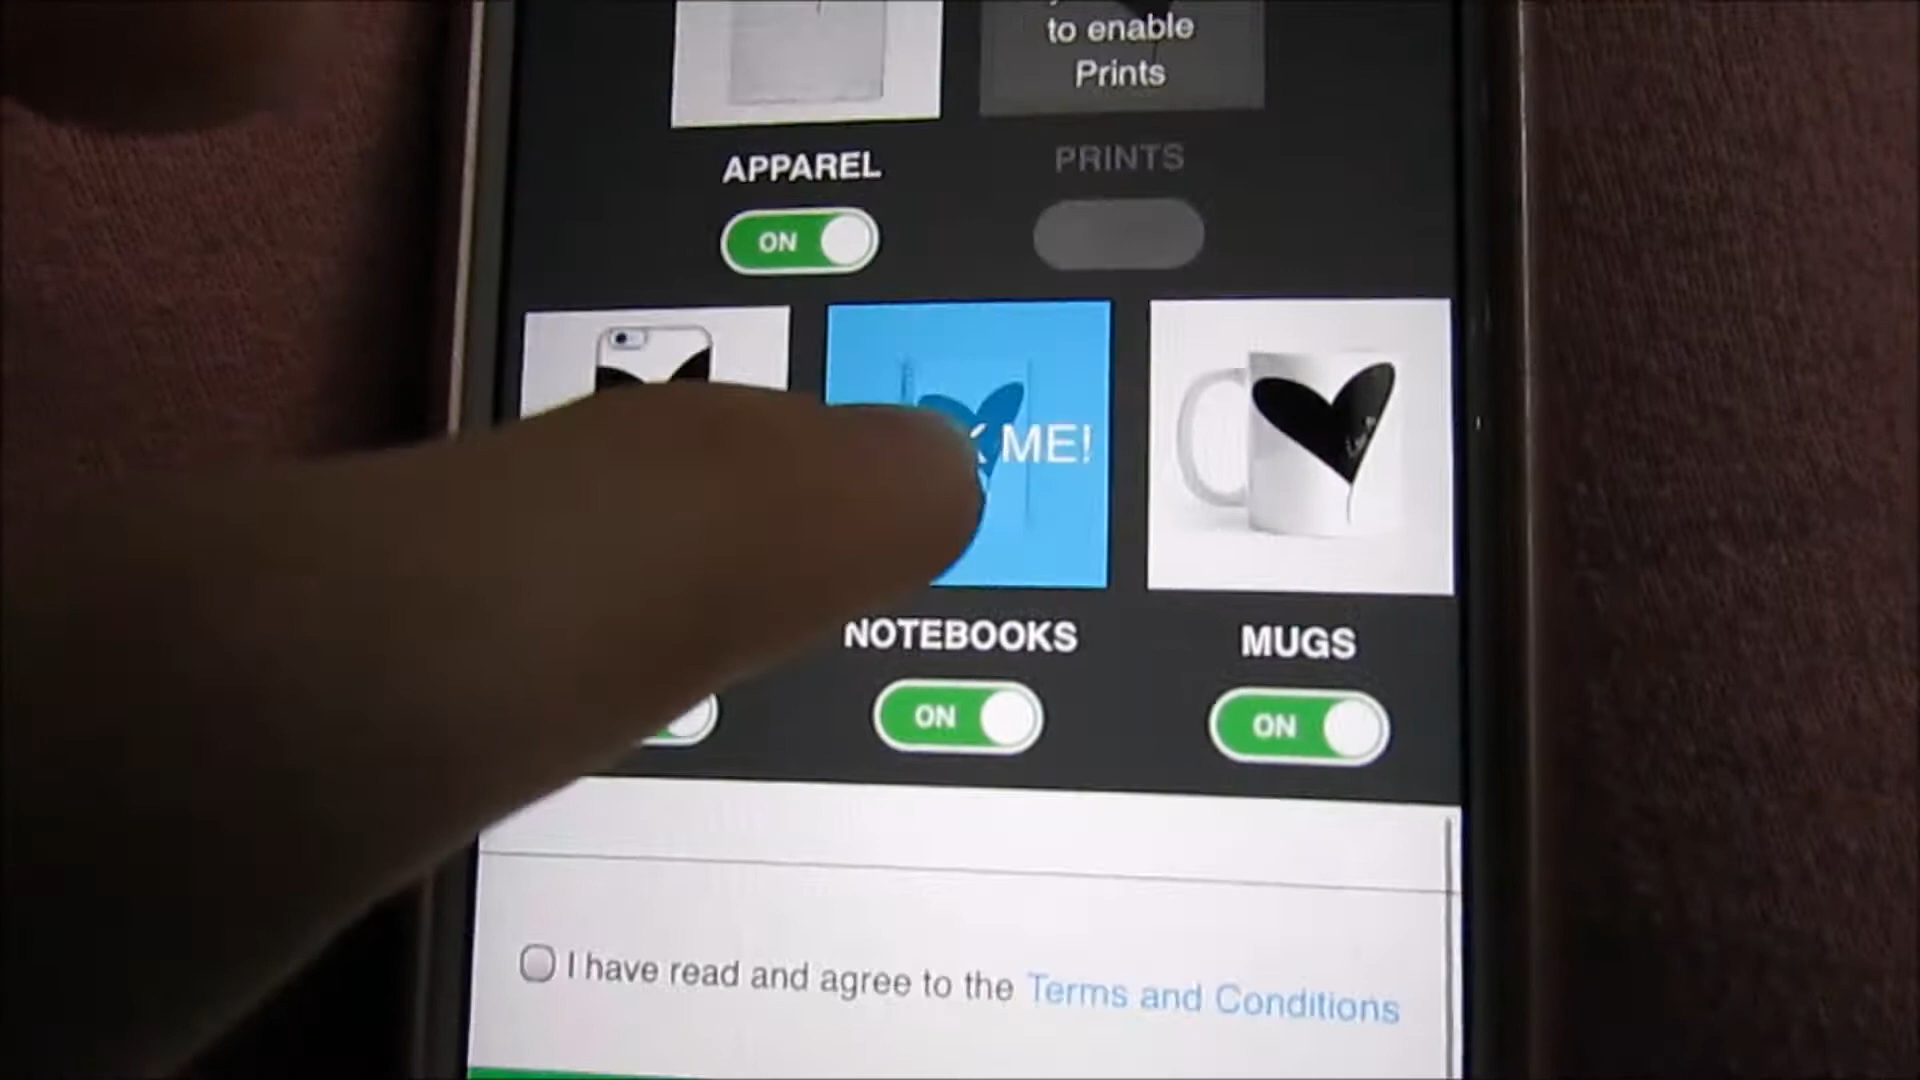 to enable
Prints
APPAREL
PRINTS
ON
ME!
NOTEBOOKS
MUGS
ON
ON
I have read and agree to the Terms and Conditions